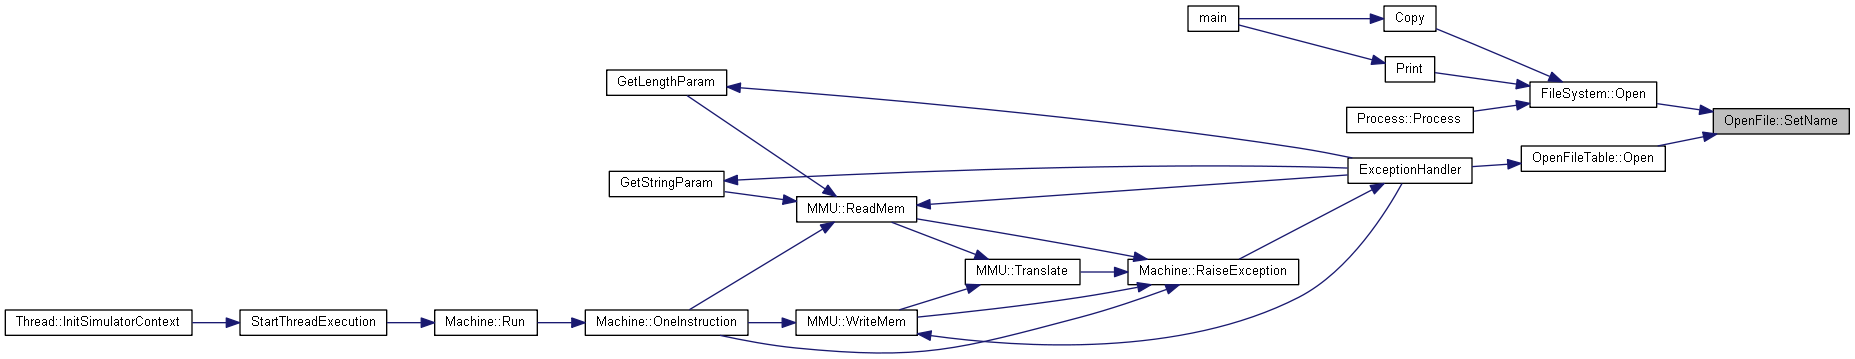 main
Copy
Print
GetLengthParam
FileSystem::Open
Process::Process
OpenFile::SetName
OpenFileTable::Open
ExceptionHandler
GetStringParam
MMU::ReadMem
MMU::Translate
Machine::RaiseException
Thread::InitSimulatorContext
StartThreadExecution
Machine::Run
Machine::OneInstruction
MMU::WriteMem